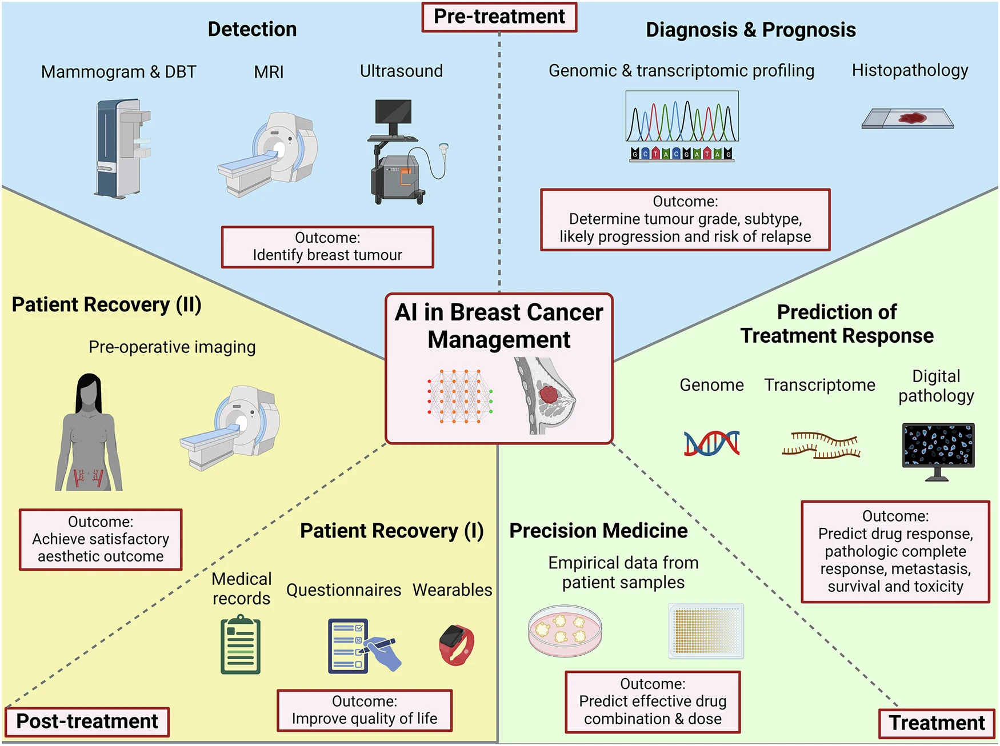 Pre-treatment
Detection
Mammogram & DBT
MRI
Ultrasound
Outcome:
Identify breast tumour
Diagnosis & Prognosis
Genomic & transcriptomic profiling
Histopathology
G C T A C G A T A G
Outcome:
Determine tumour grade, subtype,
likely progression and risk of relapse
AI in Breast Cancer
Management
Prediction of
Treatment Response
Genome
Transcriptome
Digital
pathology
Outcome:
Predict drug response,
pathologic complete
response, metastasis,
survival and toxicity
Precision Medicine
Empirical data from
patient samples
Outcome:
Predict effective drug
combination & dose
Treatment
Patient Recovery (I)
Medical
records
Questionnaires
Wearables
Outcome:
Improve quality of life
Patient Recovery (II)
Pre-operative imaging
Outcome:
Achieve satisfactory
aesthetic outcome
Post-treatment